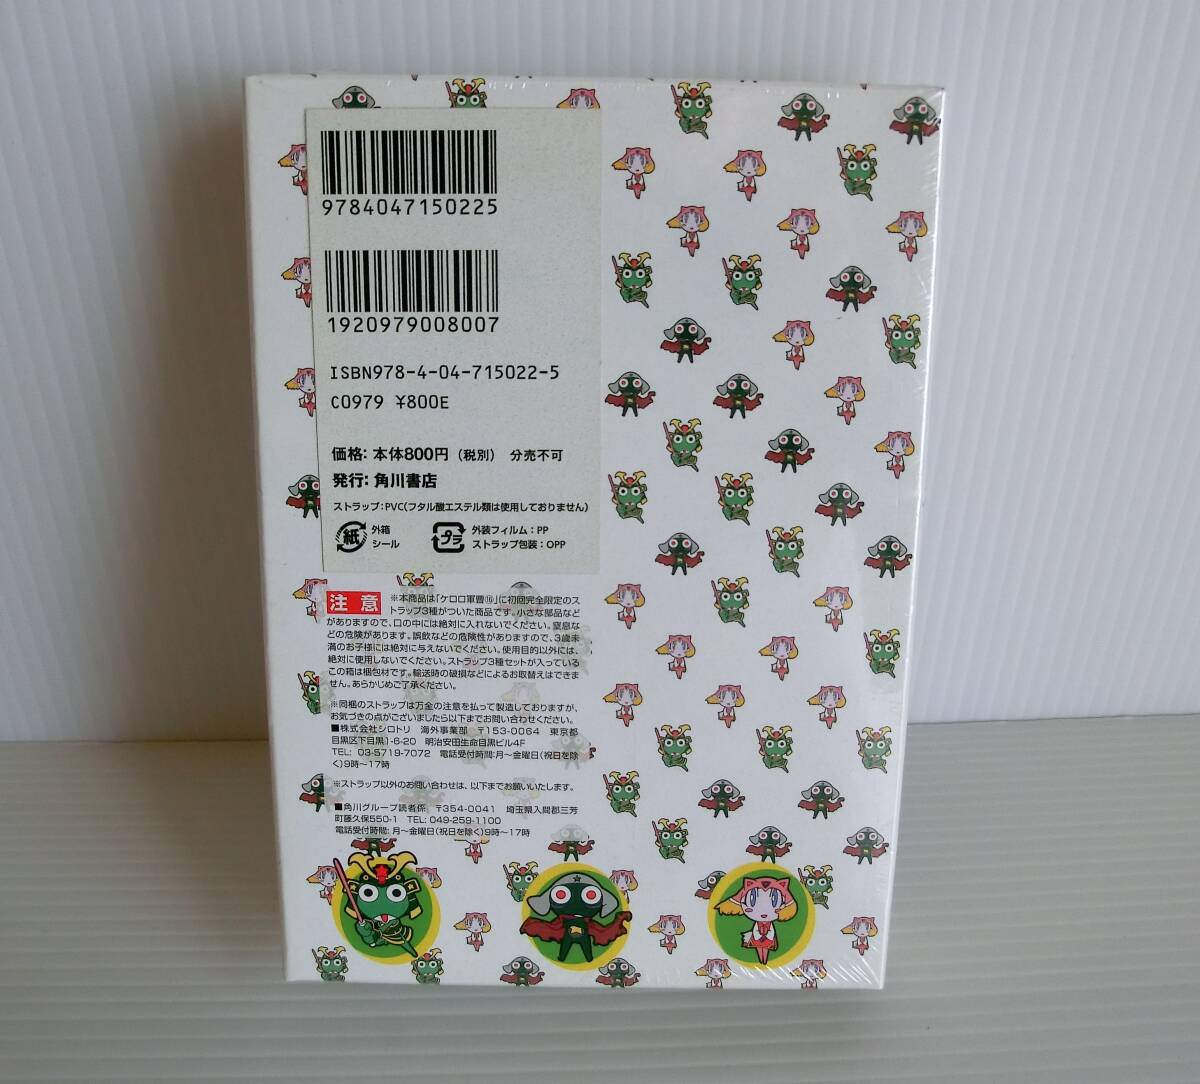 9784047150225
1920979008007
ISBN978-4-04-715022-5
C0979 ¥800E
価格：本体800円（税別） 分売不可
発行：角川書店
ストラップ：PVC(フタル酸エステル類は使用しておりません)
紙 外箱
シール
プラ 外装フィルム：PP
ストラップ包装：OPP
注意 ※本商品は「ケロロ軍曹⑯」に初回完全限定のス
トラップ3種がついた商品です。小さな部品など
がありますので、口の中には絶対に入れないでください。窒息な
どの危険があります。誤飲などの危険性がありますので、3歳未
満のお子様には絶対に与えないでください。使用目的以外には、
絶対に使用しないでください。ストラップ3種セットが入っている
この箱は梱包材です。輸送時の破損などによるお取替えはできま
せん。あらかじめご了承ください。
※同梱のストラップは万全の注意を払って製造しておりますが、
お気づきの点がございましたら以下までお問い合わせください。
■株式会社シロトリ 海外事業部 〒153-0064 東京都
目黒区下目黒1-6-20 明治安田生命目黒ビル4F
TEL: 03-5719-7072 電話受付時間:月〜金曜日(祝日を除
く)9時〜17時
※ストラップ以外のお問い合わせは、以下までお願いいたします。
■角川グループ読者係 〒354-0041 埼玉県入間郡三芳
町藤久保550-1 TEL: 049-259-1100
電話受付時間: 月〜金曜日(祝日を除く)9時〜17時